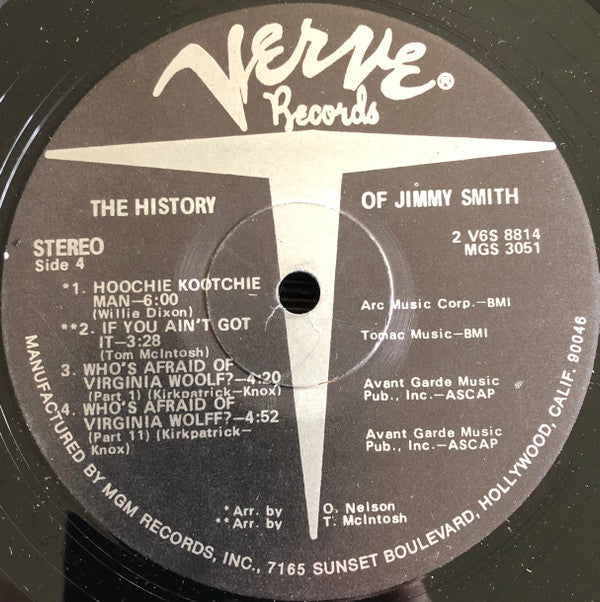 VERVE®
Records
THE HISTORY OF JIMMY SMITH
STEREO
Side 4
2 V6S 8814
MGS 3051
*1. HOOCHIE KOOTCHIE
MAN—6:00
(Willie Dixon)
Arc Music Corp.—BMI
**2. IF YOU AIN'T GOT
IT—3:28
(Tom McIntosh)
Tomac Music—BMI
3. WHO'S AFRAID OF
VIRGINIA WOOLF?—4:20
(Part 1) (Kirkpatrick—Knox)
Avant Garde Music
Pub., Inc.—ASCAP
4. WHO'S AFRAID OF
VIRGINIA WOLFF?—4:52
(Part 11) (Kirkpatrick—
Knox)
Avant Garde Music
Pub., Inc.—ASCAP
*Arr. by O. Nelson
**Arr. by T. McIntosh
MANUFACTURED BY MGM RECORDS, INC., 7165 SUNSET BOULEVARD, HOLLYWOOD, CALIF. 90046